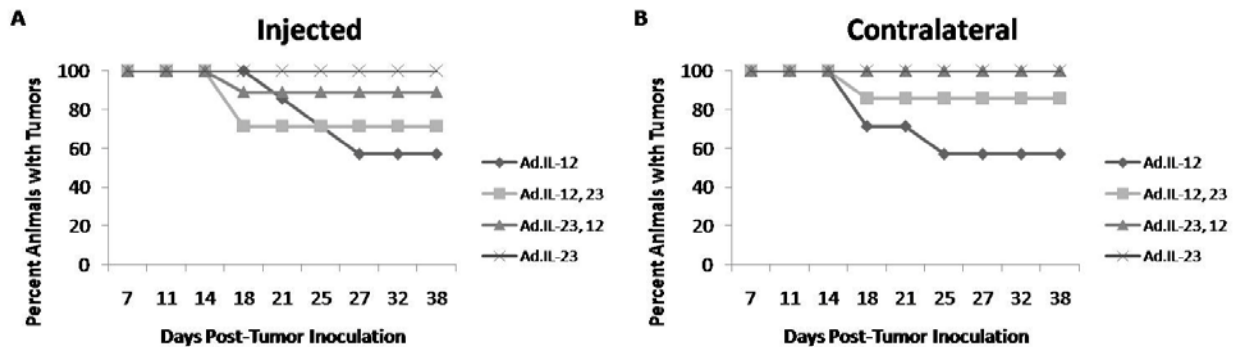 A
Injected
Percent Animals with Tumors
100
80
60
40
20
0
7 11 14 18 21 25 27 32 38
Days Post-Tumor Inoculation
Ad.IL-12
Ad.IL-12, 23
Ad.IL-23, 12
Ad.IL-23
B
Contralateral
Percent Animals with Tumors
100
80
60
40
20
0
7 11 14 18 21 25 27 32 38
Days Post-Tumor Inoculation
Ad.IL-12
Ad.IL-12, 23
Ad.IL-23, 12
Ad.IL-23